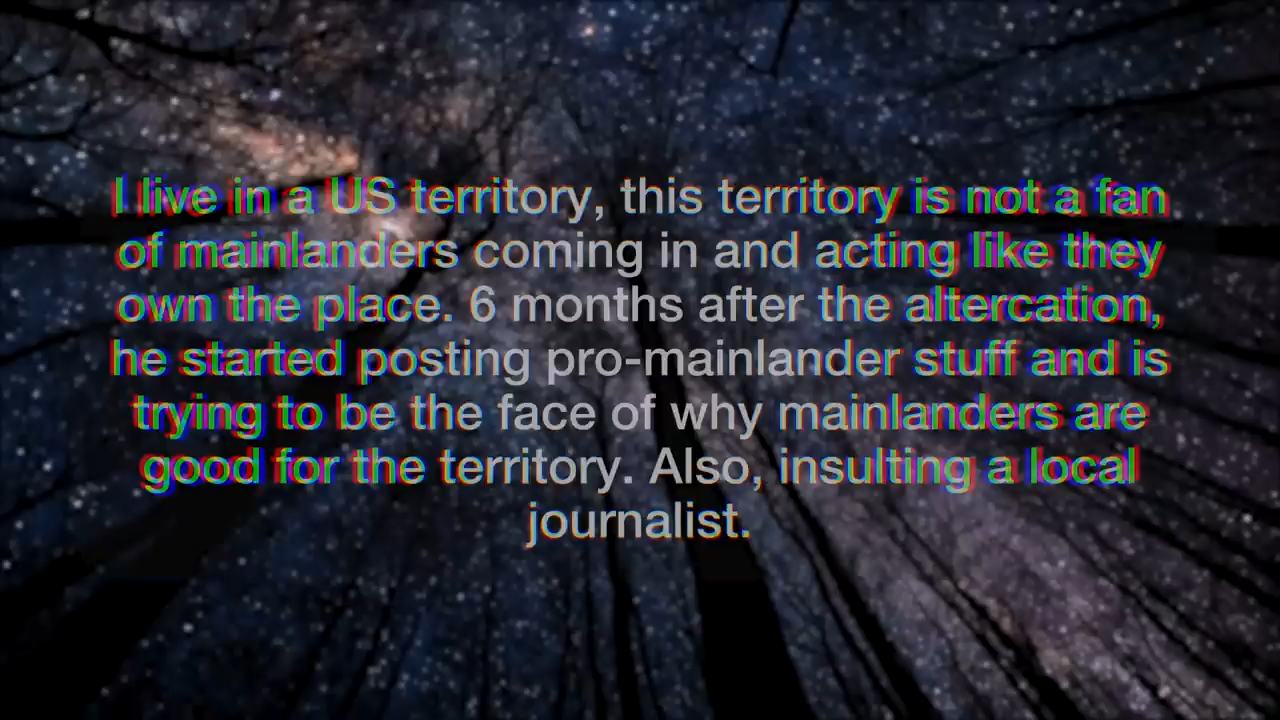 I live in a US territory, this territory is not a fan
of mainlanders coming in and acting like they
own the place. 6 months after the altercation,
he started posting pro-mainlander stuff and is
trying to be the face of why mainlanders are
good for the territory. Also, insulting a local
journalist.